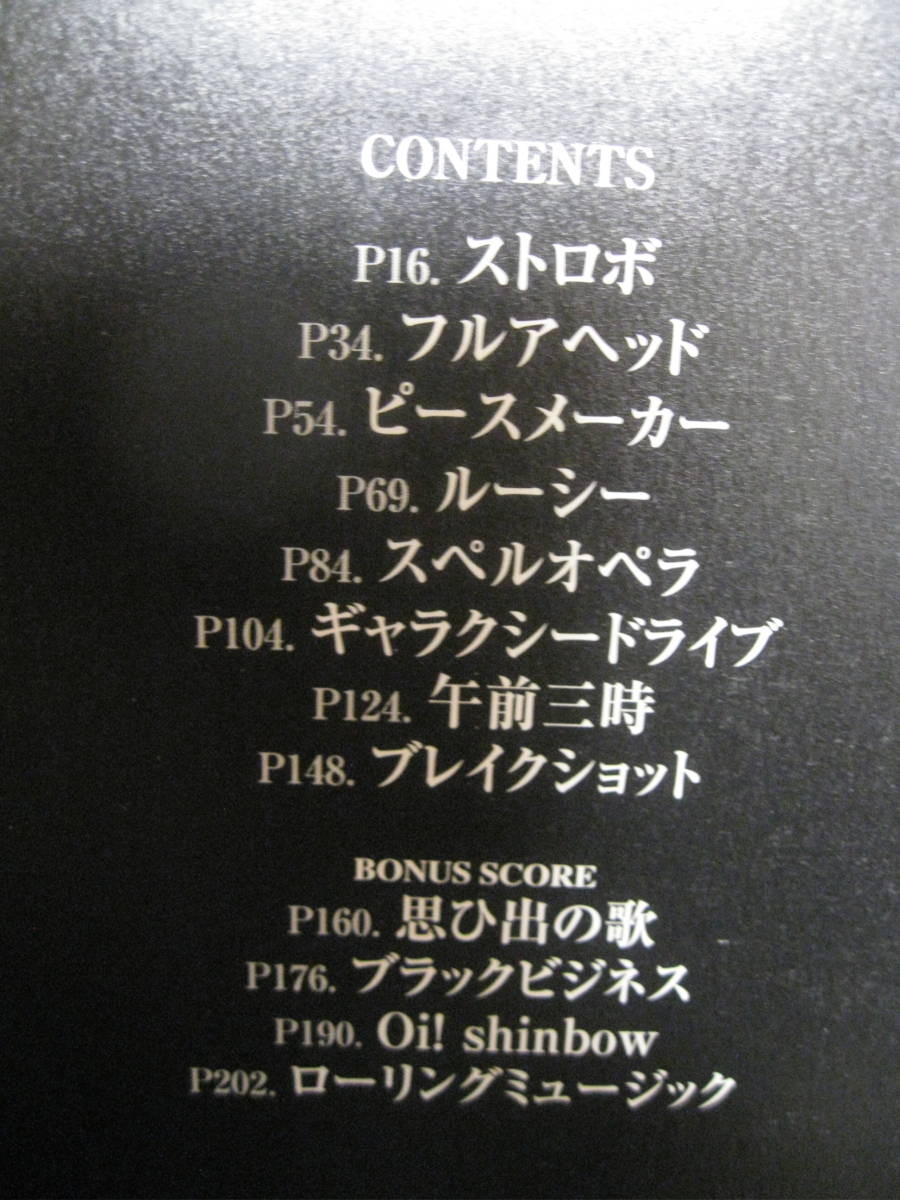 CONTENTS
P16. ストロボ
P34. フルアヘッド
P54. ピースメーカー
P69. ルーシー
P84. スペルオペラ
P104. ギャラクシードライブ
P124. 午前三時
P148. ブレイクショット
BONUS SCORE
P160. 思ひ出の歌
P176. ブラックビジネス
P190. Oi! shinbow
P202. ローリングミュージック